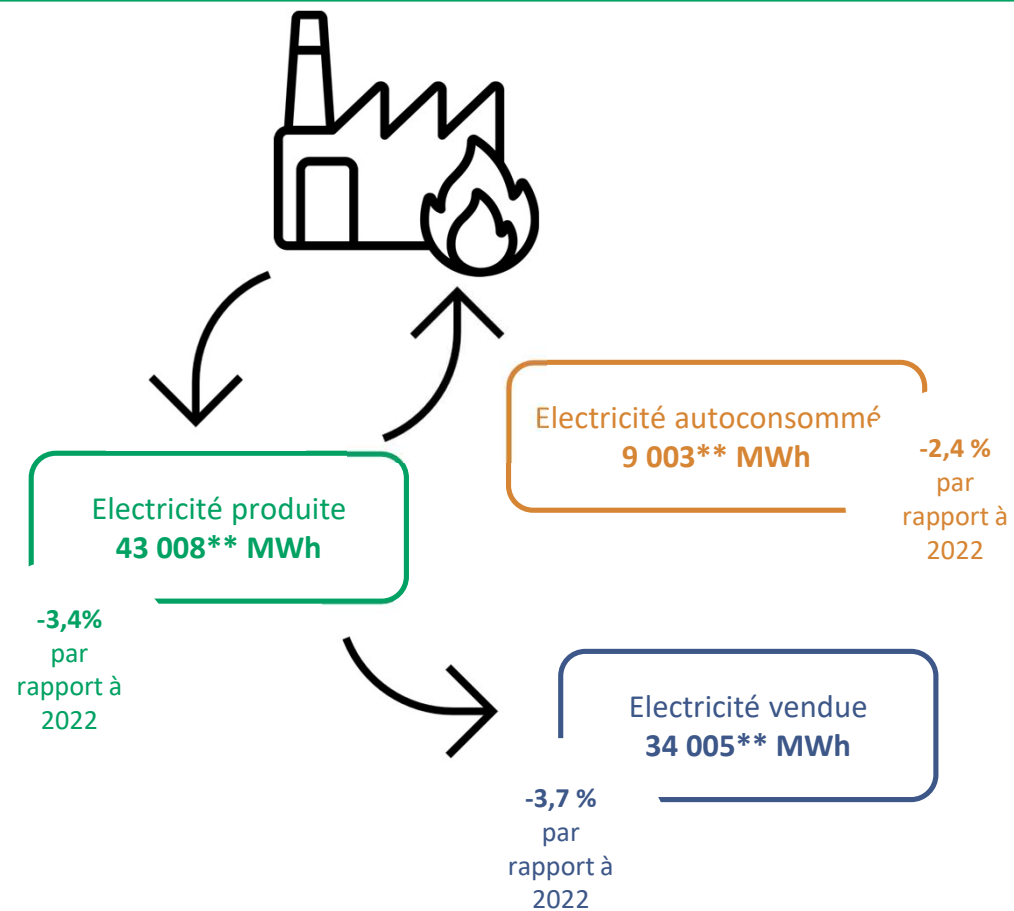 Electricité autoconsommé
9 003** MWh
-2,4 %
par
rapport à
2022
Electricité produite
43 008** MWh
-3,4%
par
rapport à
2022
Electricité vendue
34 005** MWh
-3,7 %
par
rapport à
2022